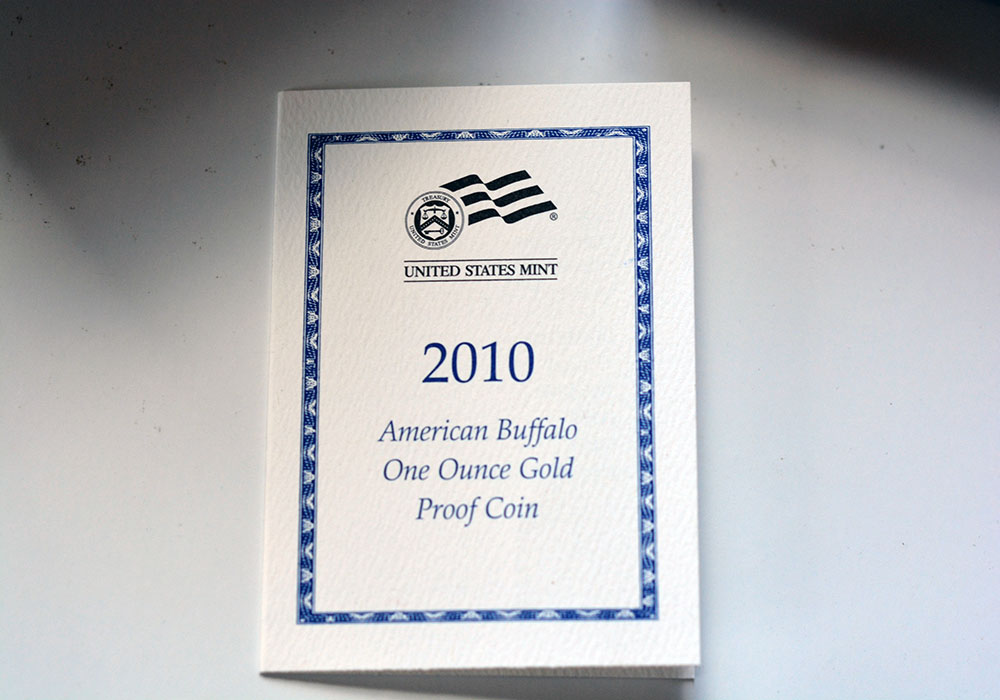 TREASURY
UNITED STATES MINT
®
UNITED STATES MINT
2010
American Buffalo
One Ounce Gold
Proof Coin